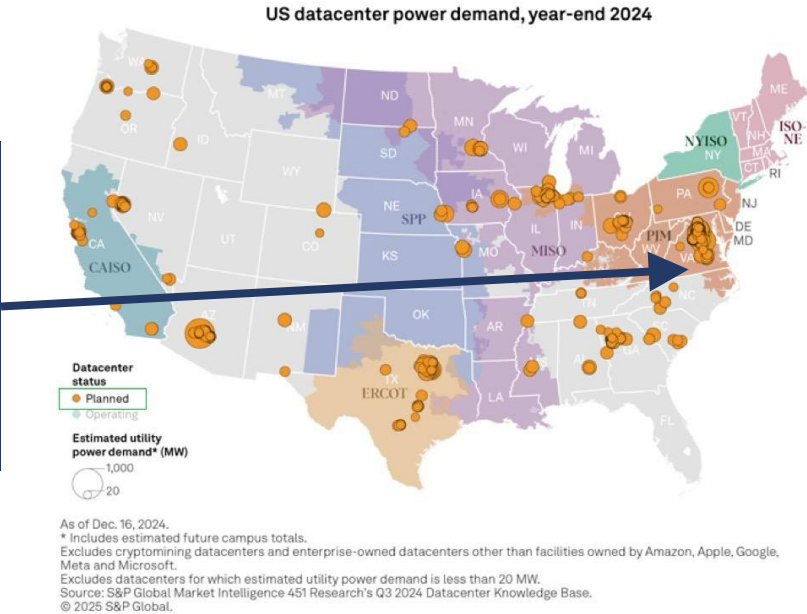 US datacenter power demand, year-end 2024
WA
MT
ND
MN
ME
VT
NH
ISO-
NE
OR
ID
SD
WI
MI
NYISO
NY
MA
CT
RI
WY
IA
PA
NJ
NV
NE
SPP
IL
IN
OH
PJM
DE
MD
CA
UT
CO
KS
MO
MISO
WV
VA
CAISO
AZ
NM
OK
AR
TN
NC
SC
TX
ERCOT
LA
AL
GA
FL
Datacenter
status
Planned
Operating
Estimated utility
power demand* (MW)
1,000
20
As of Dec. 16, 2024.
* Includes estimated future campus totals.
Excludes cryptomining datacenters and enterprise-owned datacenters other than facilities owned by Amazon, Apple, Google,
Meta and Microsoft.
Excludes datacenters for which estimated utility power demand is less than 20 MW.
Source: S&P Global Market Intelligence 451 Research's Q3 2024 Datacenter Knowledge Base.
© 2025 S&P Global.